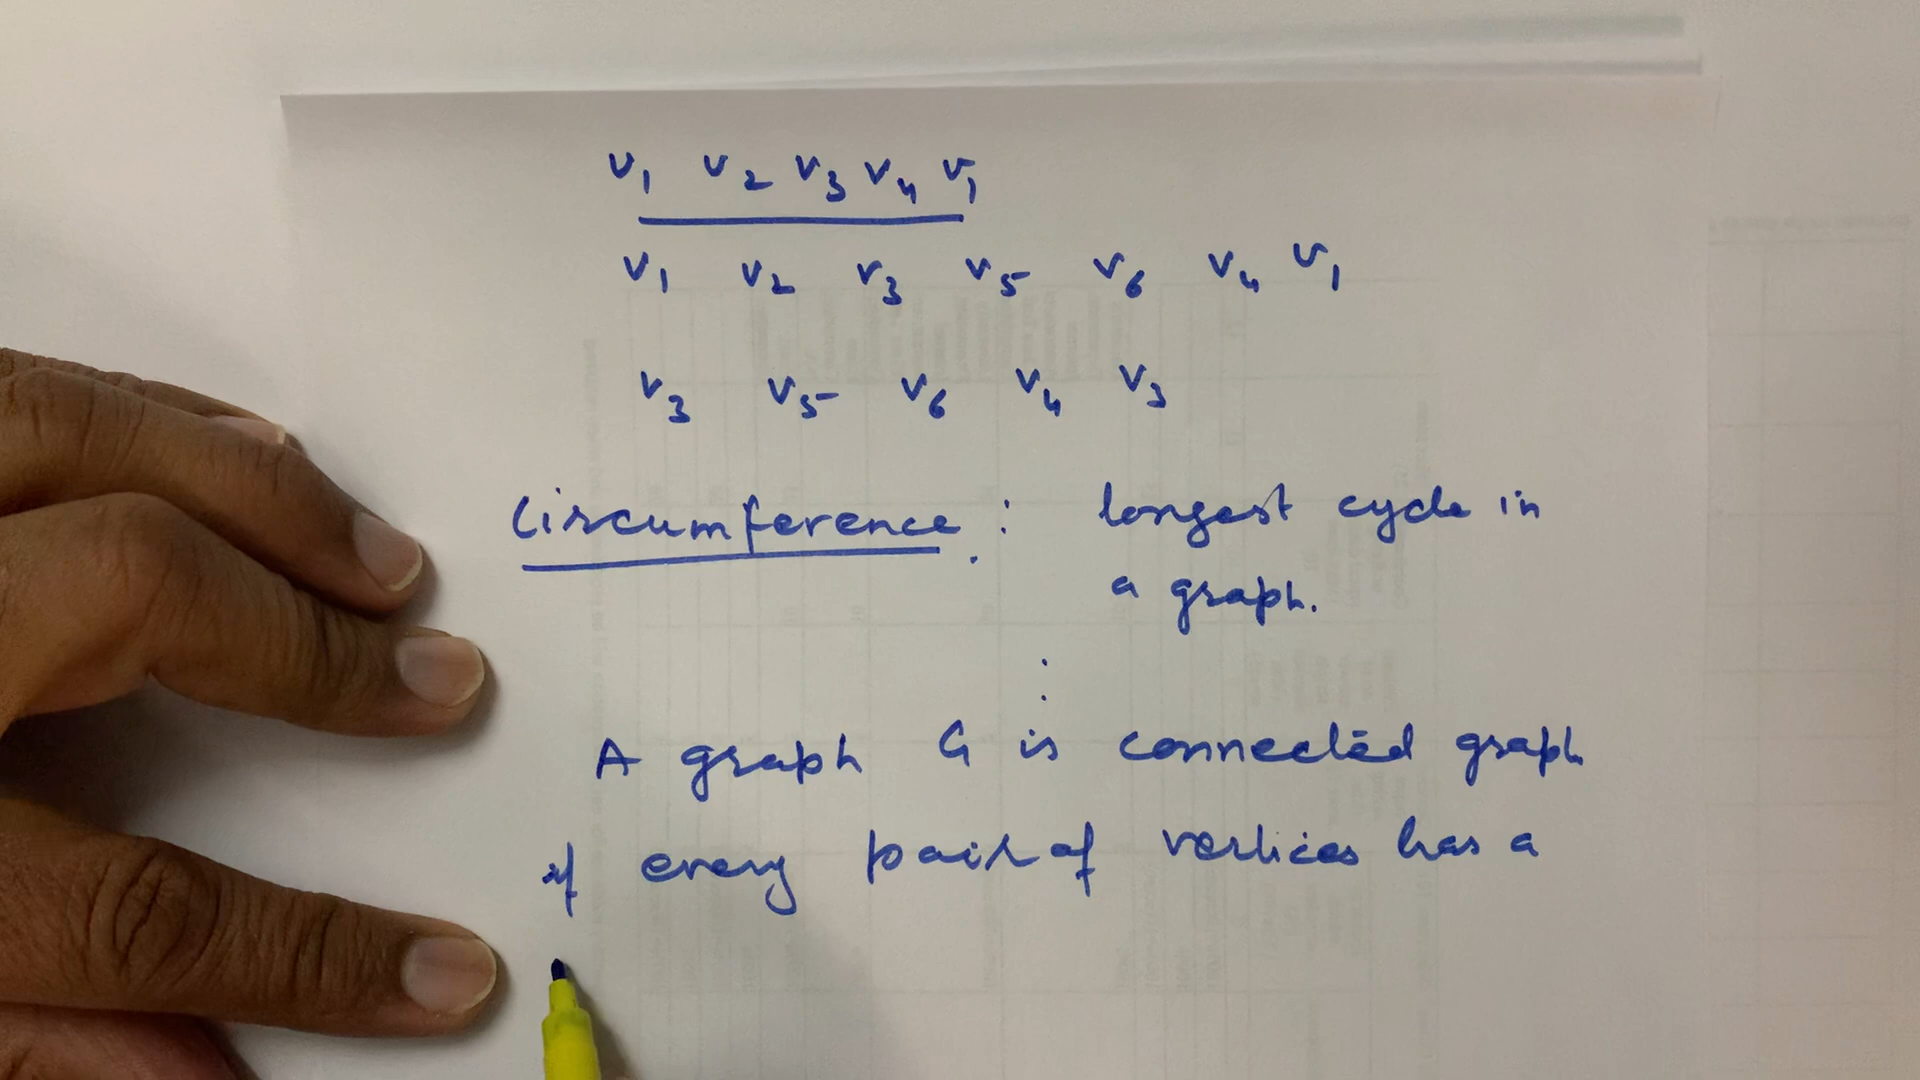 v₁ v₂ v₃ v₄ v₁
v₁ v₂ v₃ v₅ v₆ v₄ v₁
v₃ v₅ v₆ v₄ v₃
Circumference : longest cycle in
a graph.
A graph G is connected graph
if every pair of vertices has a